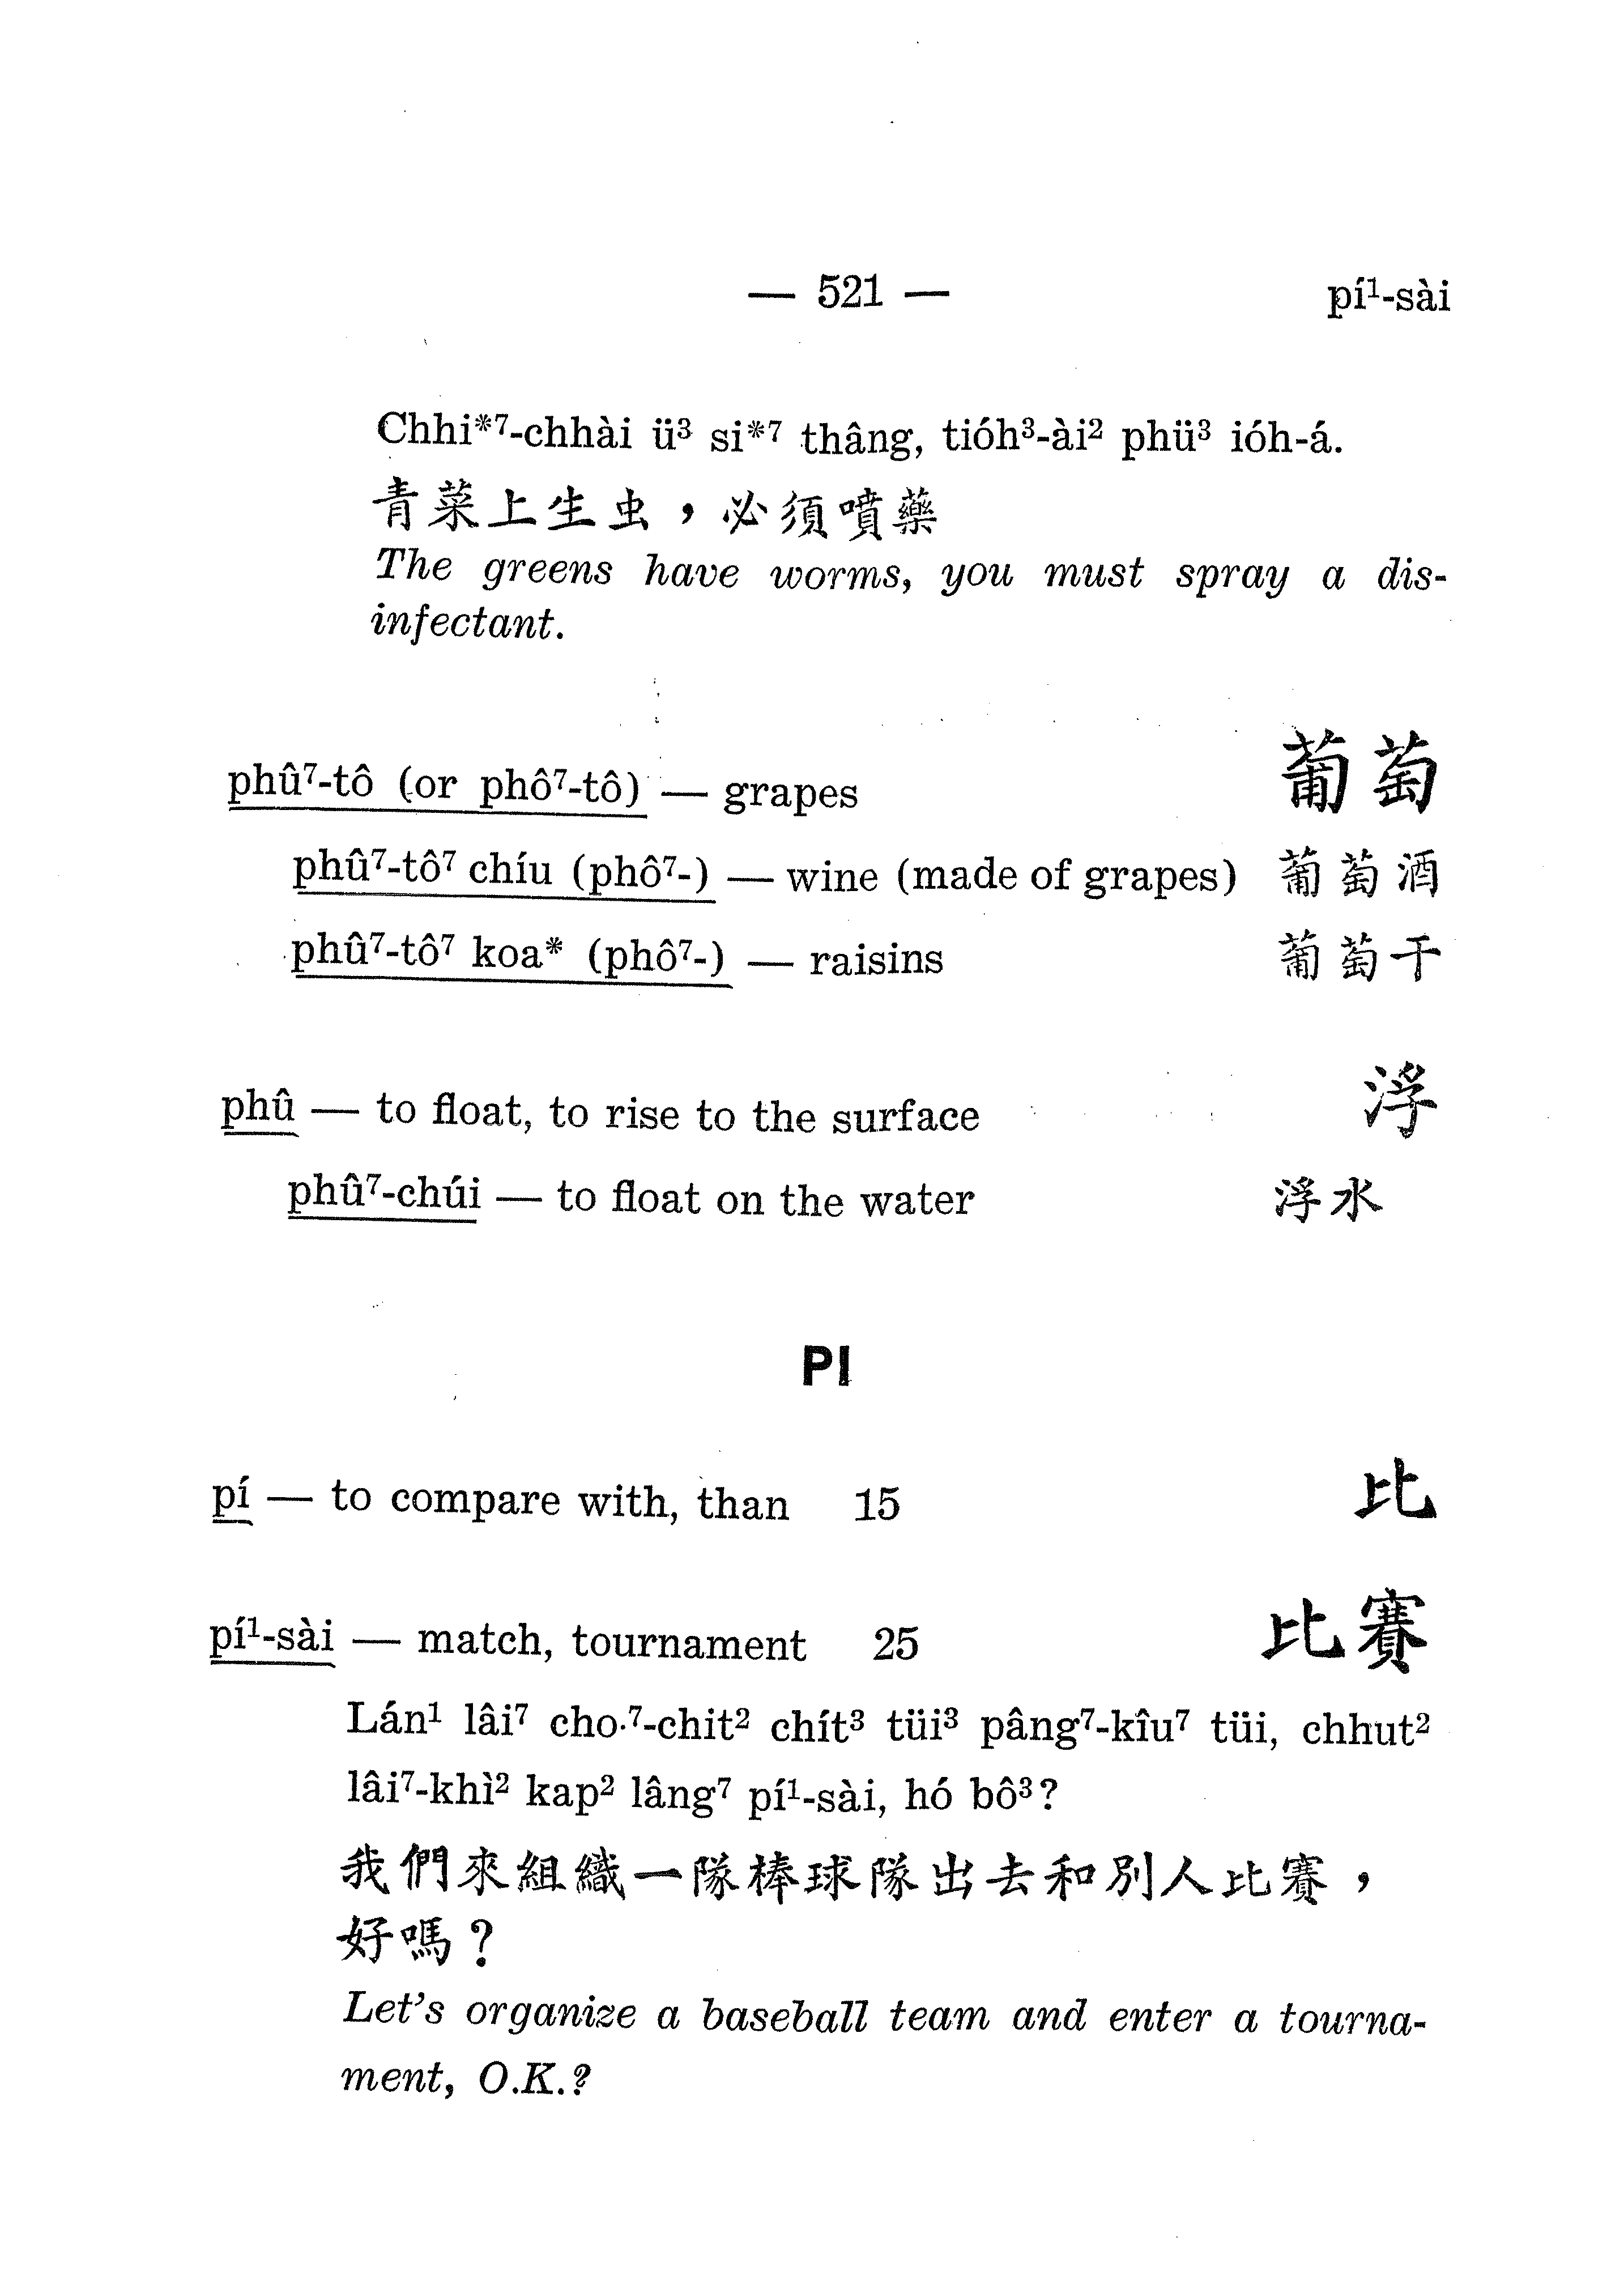 — 521 — pí¹-sài
Chhi*⁷-chhài ü³ si*⁷ thâng, tióh³-ài² phü³ ióh-á.
青菜上生虫，必須噴藥
The greens have worms, you must spray a dis-
infectant.
phû⁷-tô (or phô⁷-tô) — grapes 葡萄
phû⁷-tô⁷ chíu (phô⁷-) — wine (made of grapes) 葡萄酒
phû⁷-tô⁷ koa* (phô⁷-) — raisins 葡萄干
phû — to float, to rise to the surface 浮
phû⁷-chúi — to float on the water 浮水
PI
pí — to compare with, than 15 比
pí¹-sài — match, tournament 25 比賽
Lán¹ lâi⁷ cho·⁷-chit² chít³ tüi³ pâng⁷-kîu⁷ tüi, chhut²
lâi⁷-khì² kap² lâng⁷ pí¹-sài, hó bô³?
我們來組織一隊棒球隊出去和別人比賽，
好嗎?
Let's organize a baseball team and enter a tourna-
ment, O.K.?